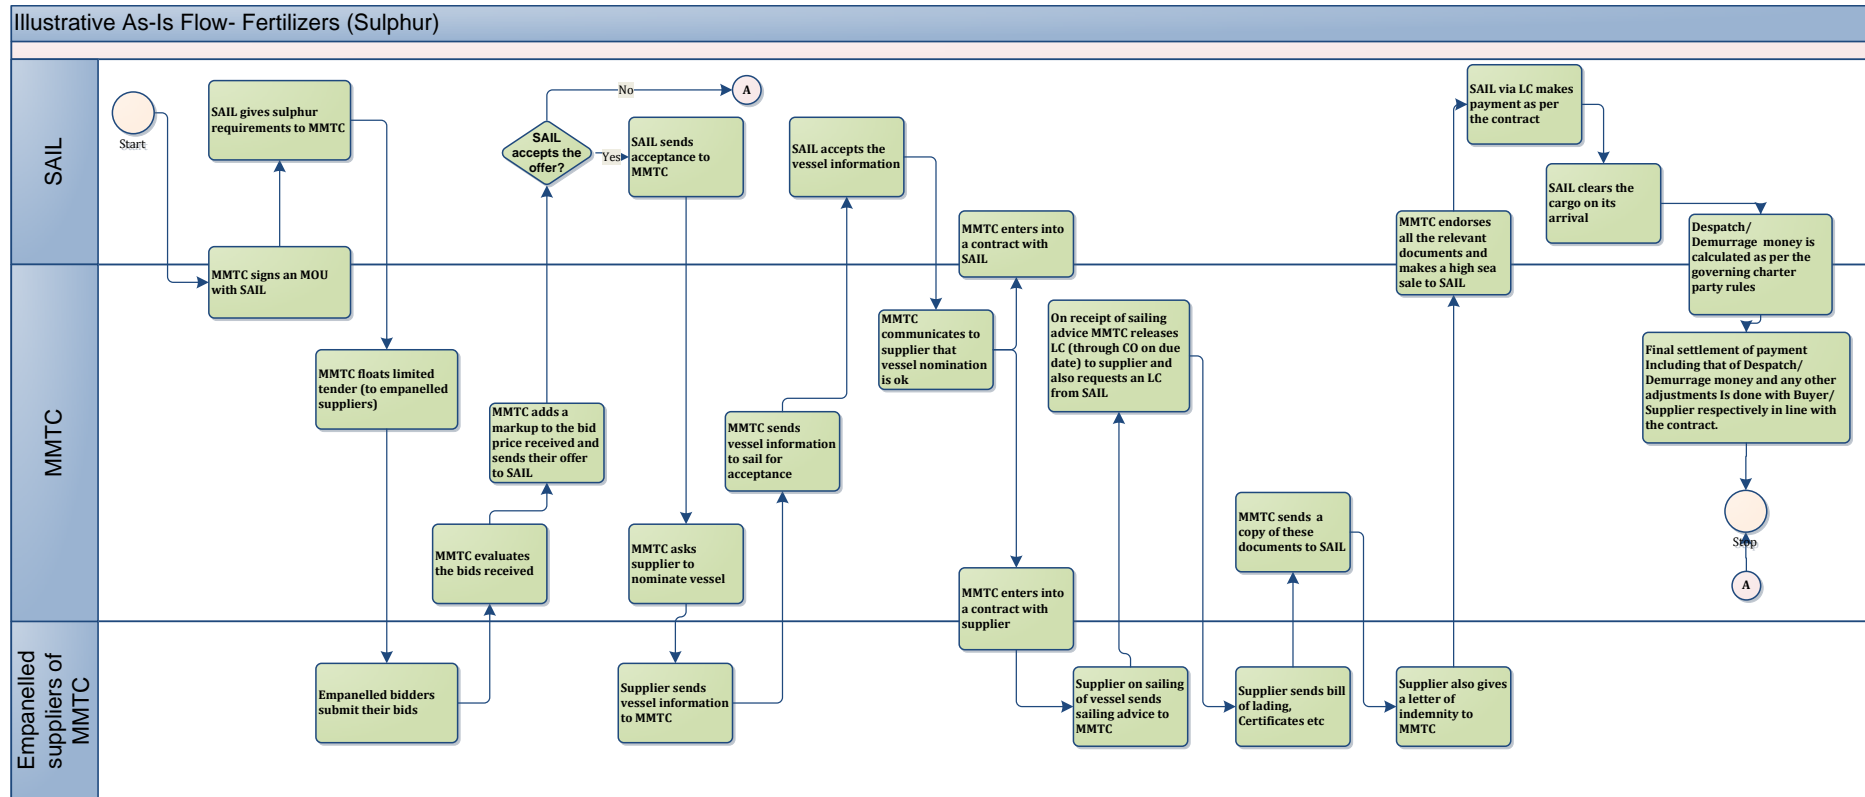 Illustrative As-Is Flow- Fertilizers (Sulphur)
SAIL
MMTC
Empanelled
suppliers of
MMTC
Start
MMTC signs an MOU
with SAIL
SAIL gives sulphur
requirements to MMTC
MMTC floats limited
tender (to empanelled
suppliers)
Empanelled bidders
submit their bids
MMTC evaluates
the bids received
MMTC adds a
markup to the bid
price received and
sends their offer
to SAIL
SAIL
accepts the
offer?
No
A
Yes
SAIL sends
acceptance to
MMTC
MMTC asks
supplier to
nominate vessel
Supplier sends
vessel information
to MMTC
MMTC sends
vessel information
to sail for
acceptance
SAIL accepts the
vessel information
MMTC
communicates to
supplier that
vessel nomination
is ok
MMTC enters into
a contract with
SAIL
MMTC enters into
a contract with
supplier
Supplier on sailing
of vessel sends
sailing advice to
MMTC
On receipt of sailing
advice MMTC releases
LC (through CO on due
date) to supplier and
also requests an LC
from SAIL
Supplier sends bill
of lading,
Certificates etc
MMTC sends a
copy of these
documents to SAIL
Supplier also gives
a letter of
indemnity to
MMTC
MMTC endorses
all the relevant
documents and
makes a high sea
sale to SAIL
SAIL via LC makes
payment as per
the contract
SAIL clears the
cargo on its
arrival
Despatch/
Demurrage money is
calculated as per the
governing charter
party rules
Final settlement of payment
Including that of Despatch/
Demurrage money and any other
adjustments Is done with Buyer/
Supplier respectively in line with
the contract.
Stop
A